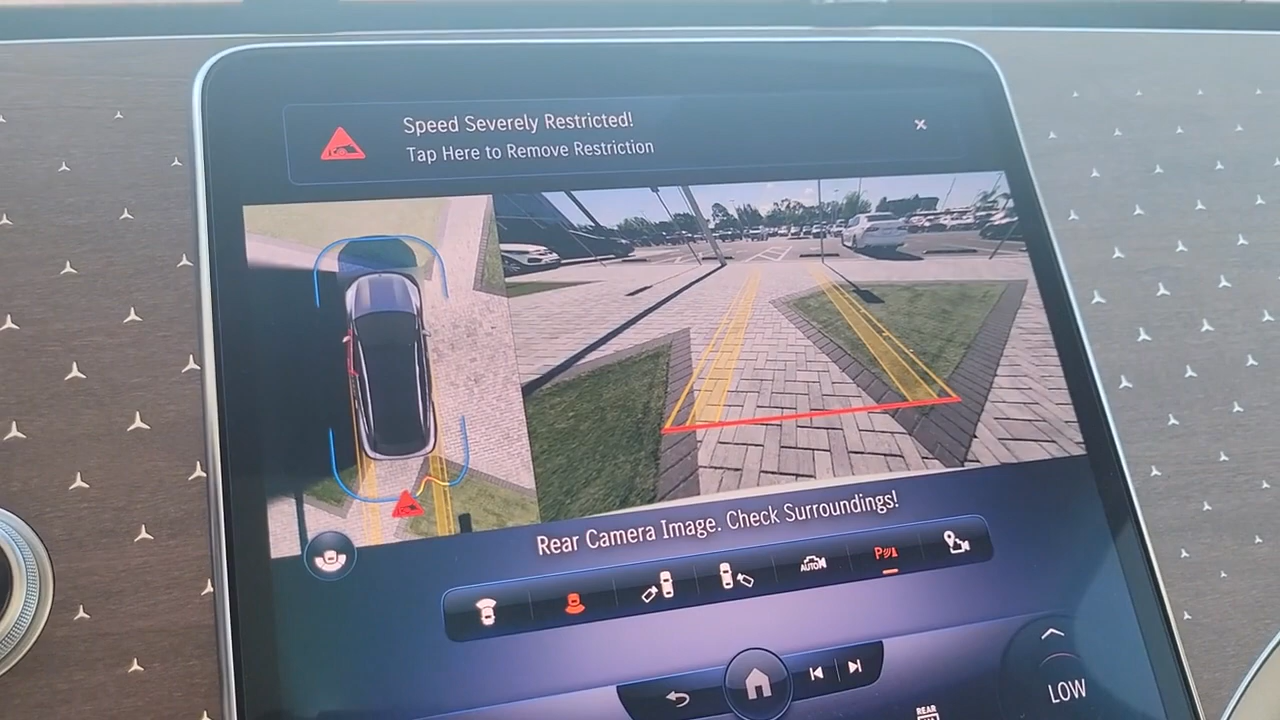 Speed Severely Restricted!
Tap Here to Remove Restriction
Rear Camera Image. Check Surroundings!
AUTO
P
LOW
REAR